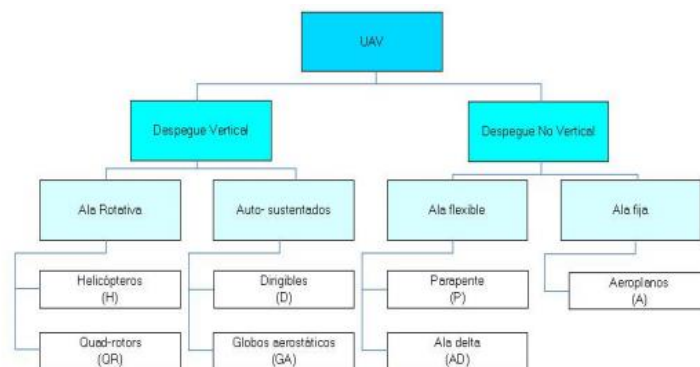 UAV
Despegue Vertical
Despegue No Vertical
Ala Rotativa
Auto- sustentados
Ala flexible
Ala fija
Helicópteros
(H)
Dirigibles
(D)
Parapente
(P)
Aeroplanos
(A)
Quad-rotors
(QR)
Globos aerostáticos
(GA)
Ala delta
(AD)